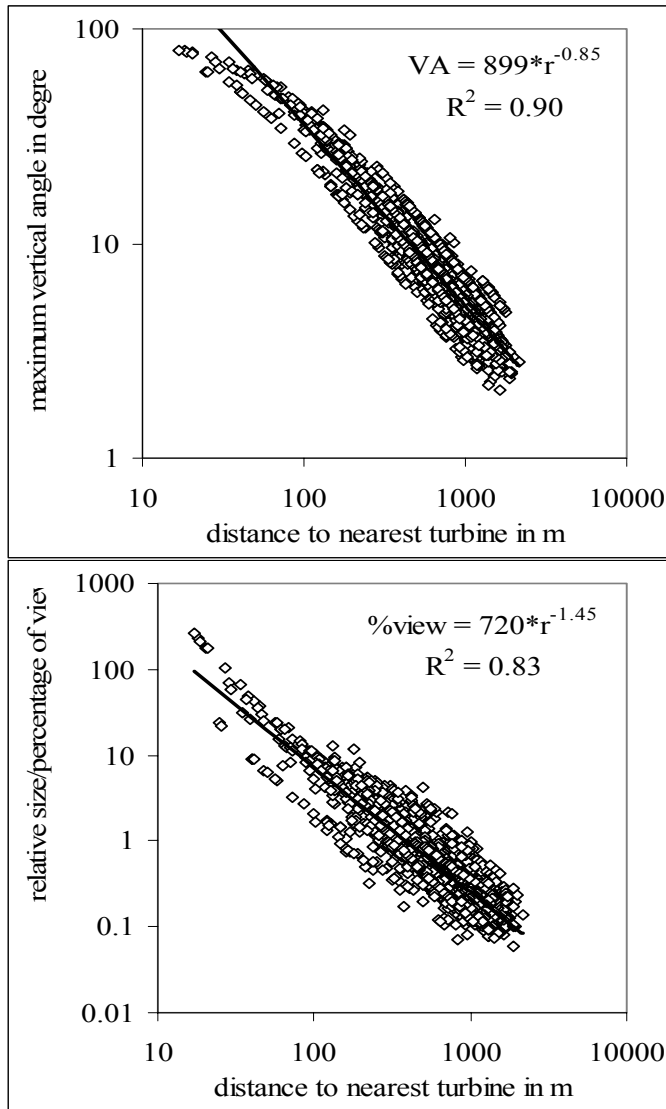 100
10
1
maximum vertical angle in degre
VA = 899*r^-0.85
R^2 = 0.90
10 100 1000 10000
distance to nearest turbine in m
1000
100
10
1
0.1
0.01
relative size/percentage of view
%view = 720*r^-1.45
R^2 = 0.83
10 100 1000 10000
distance to nearest turbine in m